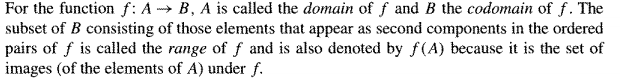 For the function f: A → B, A is called the domain of f and B the codomain of f. The
subset of B consisting of those elements that appear as second components in the ordered
pairs of f is called the range of f and is also denoted by f(A) because it is the set of
images (of the elements of A) under f.